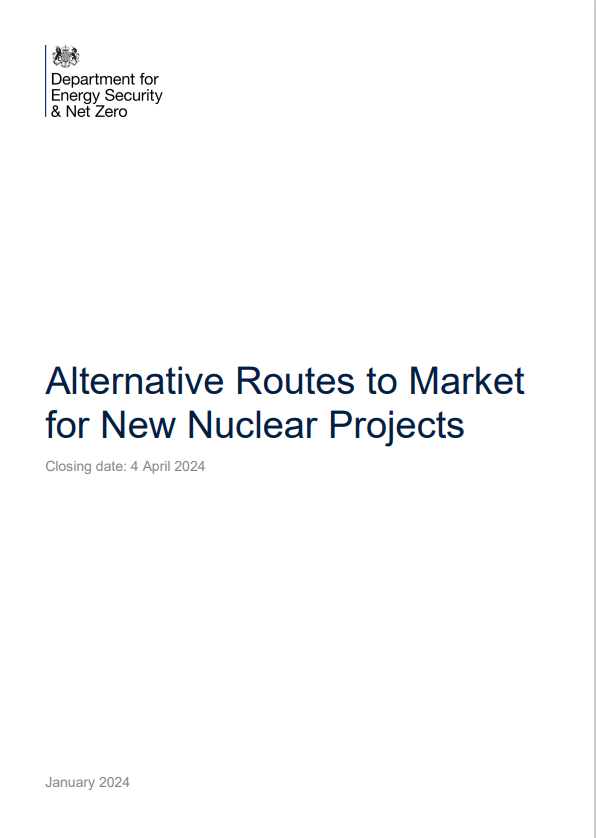 Department for
Energy Security
& Net Zero
Alternative Routes to Market
for New Nuclear Projects
Closing date: 4 April 2024
January 2024